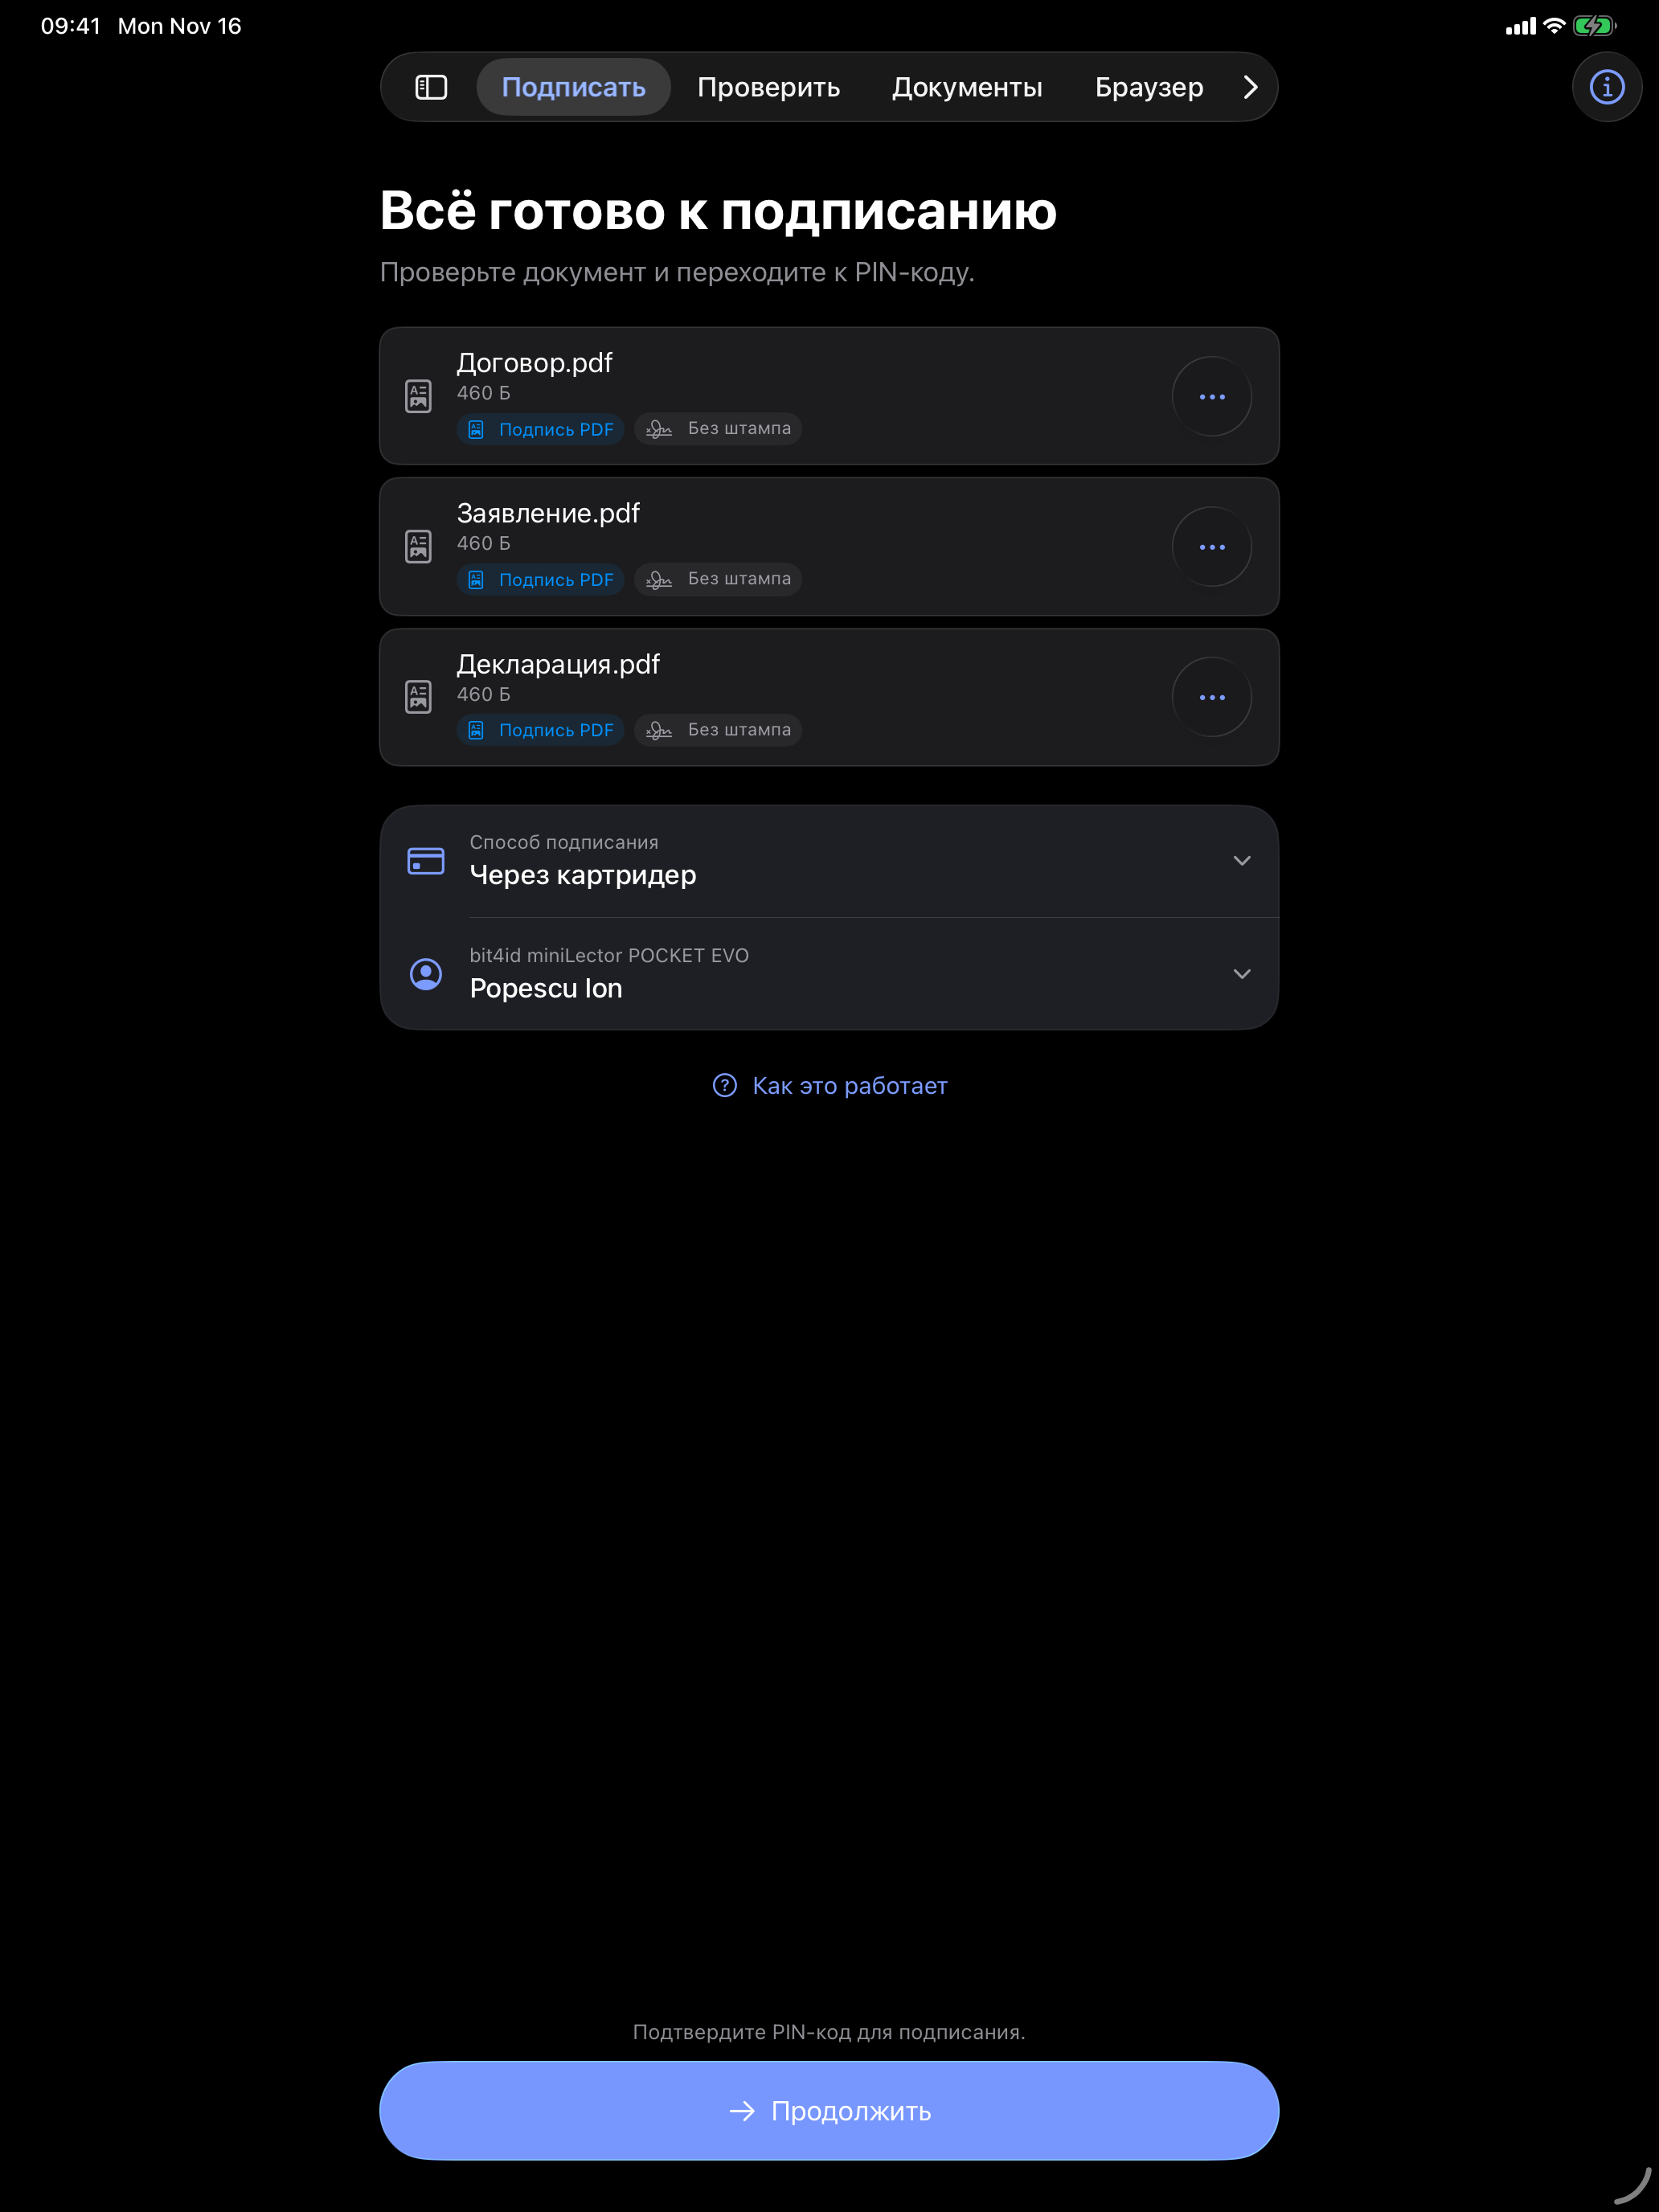 09:41 Mon Nov 16
Подписать Проверить Документы Браузер
Всё готово к подписанию
Проверьте документ и переходите к PIN-коду.
Договор.pdf
460 Б
Подпись PDF Без штампа
Заявление.pdf
460 Б
Подпись PDF Без штампа
Декларация.pdf
460 Б
Подпись PDF Без штампа
Способ подписания
Через картридер
bit4id miniLector POCKET EVO
Popescu Ion
Как это работает
Подтвердите PIN-код для подписания.
Продолжить